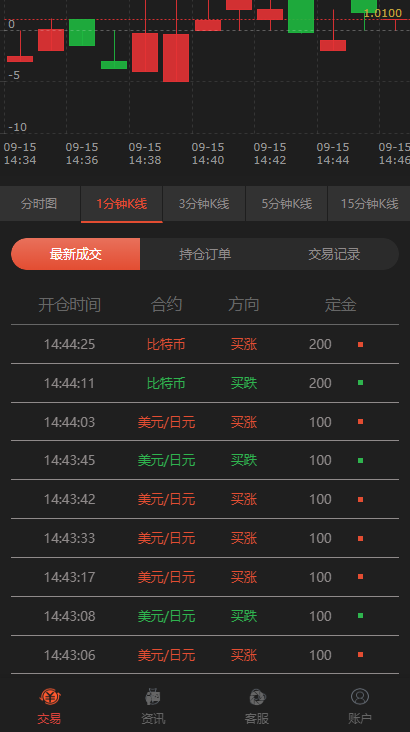 1.0100
0
-5
-10
09-15 09-15 09-15 09-15 09-15 09-15 09-15
14:34 14:36 14:38 14:40 14:42 14:44 14:46
分时图 1分钟K线 3分钟K线 5分钟K线 15分钟K线
最新成交 持仓订单 交易记录
开仓时间 合约 方向 定金
14:44:25 比特币 买涨 200
14:44:11 比特币 买跌 200
14:44:03 美元/日元 买涨 100
14:43:45 美元/日元 买跌 100
14:43:42 美元/日元 买涨 100
14:43:33 美元/日元 买涨 100
14:43:17 美元/日元 买涨 100
14:43:08 美元/日元 买跌 100
14:43:06 美元/日元 买涨 100
交易 资讯 客服 账户